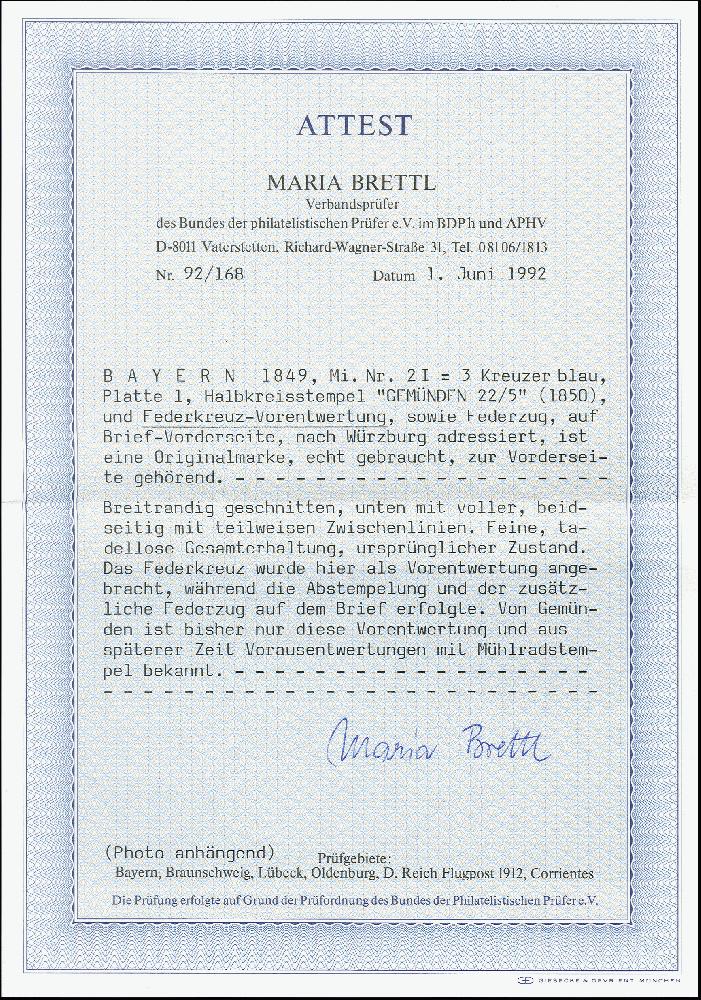 ATTEST
MARIA BRETTL
Verbandsprüfer
des Bundes der philatelistischen Prüfer e.V. im BDPh und APHV
D-8011 Vaterstetten, Richard-Wagner-Straße 31, Tel. 08106/1813
Nr. 92/168 Datum 1. Juni 1992
B A Y E R N 1849, Mi.Nr. 2I = 3 Kreuzer blau,
Platte 1, Halbkreisstempel "GEMÜNDEN 22/5" (1850),
und Federkreuz-Vorentwertung, sowie Federzug, auf
Brief-Vorderseite, nach Würzburg adressiert, ist
eine Originalmarke, echt gebraucht, zur Vordersei-
te gehörend. - - - - - - - - - - - - - - - - - - -
Breitrandig geschnitten, unten mit voller, beid-
seitig mit teilweisen Zwischenlinien. Feine, ta-
dellose Gesamterhaltung, ursprünglicher Zustand.
Das Federkreuz wurde hier als Vorentwertung ange-
bracht, während die Abstempelung und der zusätz-
liche Federzug auf dem Brief erfolgte. Von Gemün-
den ist bisher nur diese Vorentwertung und aus
späterer Zeit Vorausentwertungen mit Mühlradstem-
pel bekannt. - - - - - - - - - - - - - - - - - -
- - - - - - - - - - - - - - - - - - - - - - - - -
Maria Brettl
(Photo anhängend) Prüfgebiete:
Bayern, Braunschweig, Lübeck, Oldenburg, D. Reich Flugpost 1912, Corrientes
Die Prüfung erfolgte auf Grund der Prüfordnung des Bundes der Philatelistischen Prüfer e.V.
GIESECKE & DEVRIENT MÜNCHEN